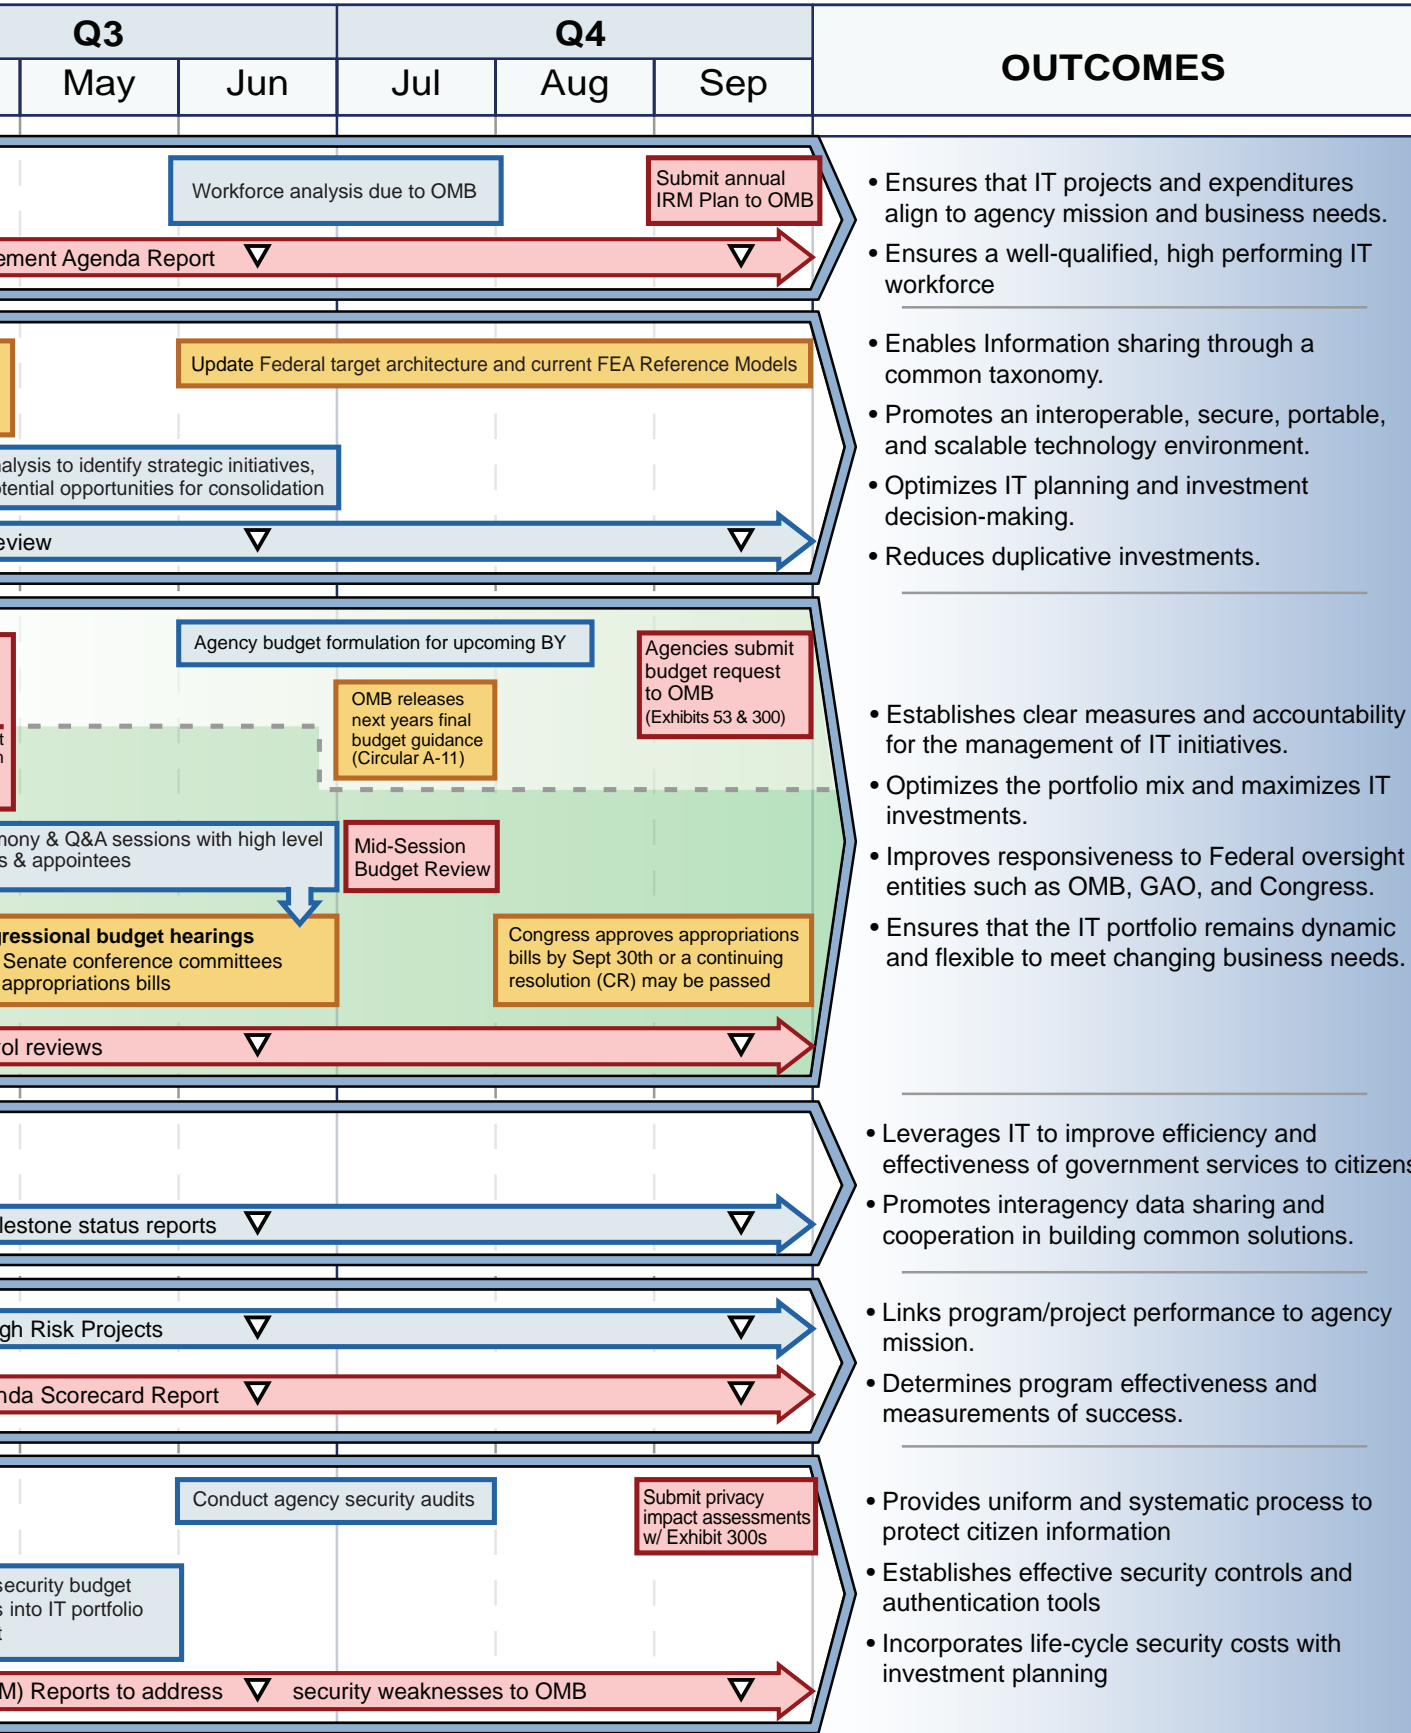 Q3
Q4
OUTCOMES
May
Jun
Jul
Aug
Sep
Workforce analysis due to OMB
Submit annual
IRM Plan to OMB
ement Agenda Report
• Ensures that IT projects and expenditures
align to agency mission and business needs.
• Ensures a well-qualified, high performing IT
workforce
Update Federal target architecture and current FEA Reference Models
nalysis to identify strategic initiatives,
otential opportunities for consolidation
eview
• Enables Information sharing through a
common taxonomy.
• Promotes an interoperable, secure, portable,
and scalable technology environment.
• Optimizes IT planning and investment
decision-making.
• Reduces duplicative investments.
Agency budget formulation for upcoming BY
Agencies submit
budget request
to OMB
(Exhibits 53 & 300)
OMB releases
next years final
budget guidance
(Circular A-11)
t
n
mony & Q&A sessions with high level
s & appointees
Mid-Session
Budget Review
gressional budget hearings
Senate conference committees
appropriations bills
Congress approves appropriations
bills by Sept 30th or a continuing
resolution (CR) may be passed
rol reviews
• Establishes clear measures and accountability
for the management of IT initiatives.
• Optimizes the portfolio mix and maximizes IT
investments.
• Improves responsiveness to Federal oversight
entities such as OMB, GAO, and Congress.
• Ensures that the IT portfolio remains dynamic
and flexible to meet changing business needs.
lestone status reports
• Leverages IT to improve efficiency and
effectiveness of government services to citizens
• Promotes interagency data sharing and
cooperation in building common solutions.
gh Risk Projects
nda Scorecard Report
• Links program/project performance to agency
mission.
• Determines program effectiveness and
measurements of success.
Conduct agency security audits
Submit privacy
impact assessments
w/ Exhibit 300s
security budget
s into IT portfolio
t
M) Reports to address security weaknesses to OMB
• Provides uniform and systematic process to
protect citizen information
• Establishes effective security controls and
authentication tools
• Incorporates life-cycle security costs with
investment planning